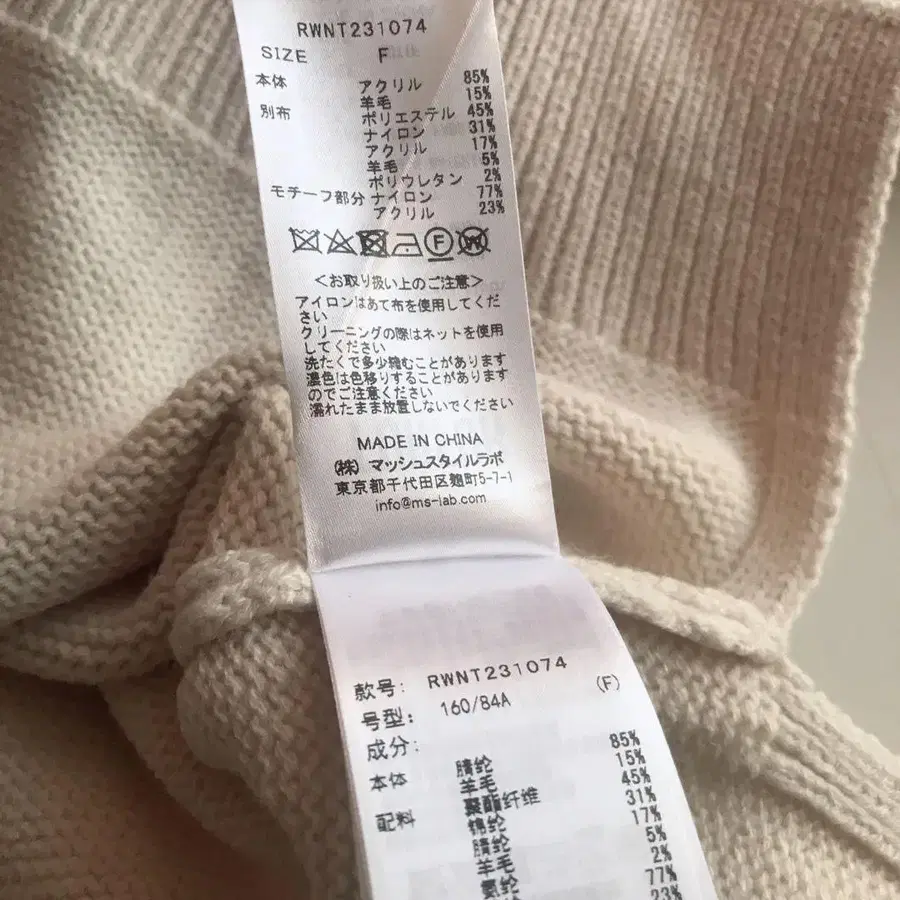 RWNT231074
SIZE F
本体 アクリル 85%
羊毛 15%
別布 ポリエステル 45%
ナイロン 31%
アクリル 17%
羊毛 5%
ポリウレタン 2%
モチーフ部分 ナイロン 77%
アクリル 23%
F
W
<お取り扱い上のご注意>
アイロンはあて布を使用してくだ
さい
クリーニングの際はネットを使用
してください
洗たくで多少縮むことがあります
濃色は色移りすることがあります
のでご注意ください
濡れたまま放置しないでください
MADE IN CHINA
(株) マッシュスタイルラボ
東京都千代田区麹町5-7-1
info@ms-lab.com
款号: RWNT231074
号型: 160/84A (F)
成分:
本体 腈纶 85%
羊毛 15%
配料 聚酯纤维 45%
锦纶 31%
腈纶 17%
羊毛 5%
氨纶 2%
77%
23%